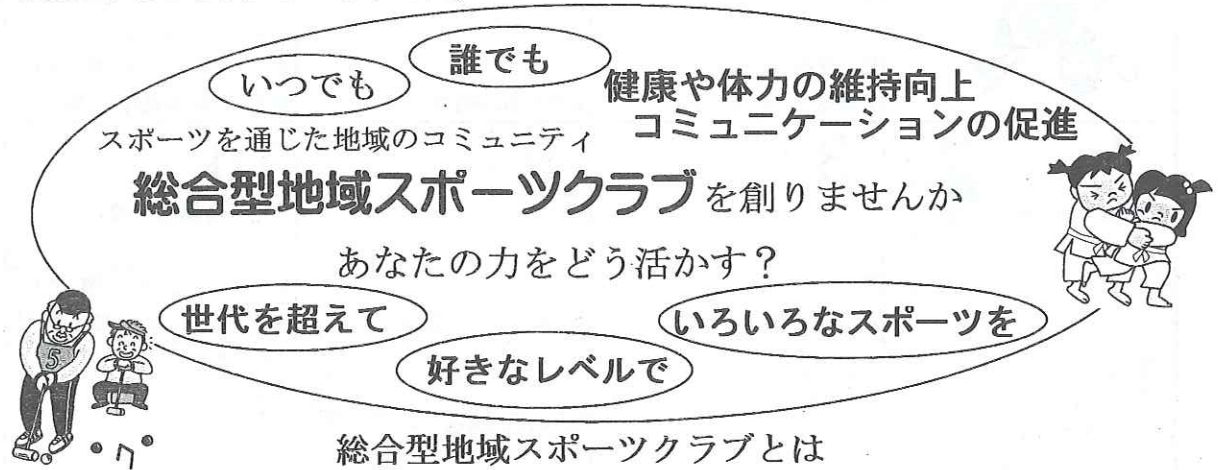 誰でも
いつでも
健康や体力の維持向上
コミュニケーションの促進
スポーツを通じた地域のコミュニティ
総合型地域スポーツクラブを創りませんか
あなたの力をどう活かす?
世代を超えて
いろいろなスポーツを
好きなレベルで
5
総合型地域スポーツクラブとは